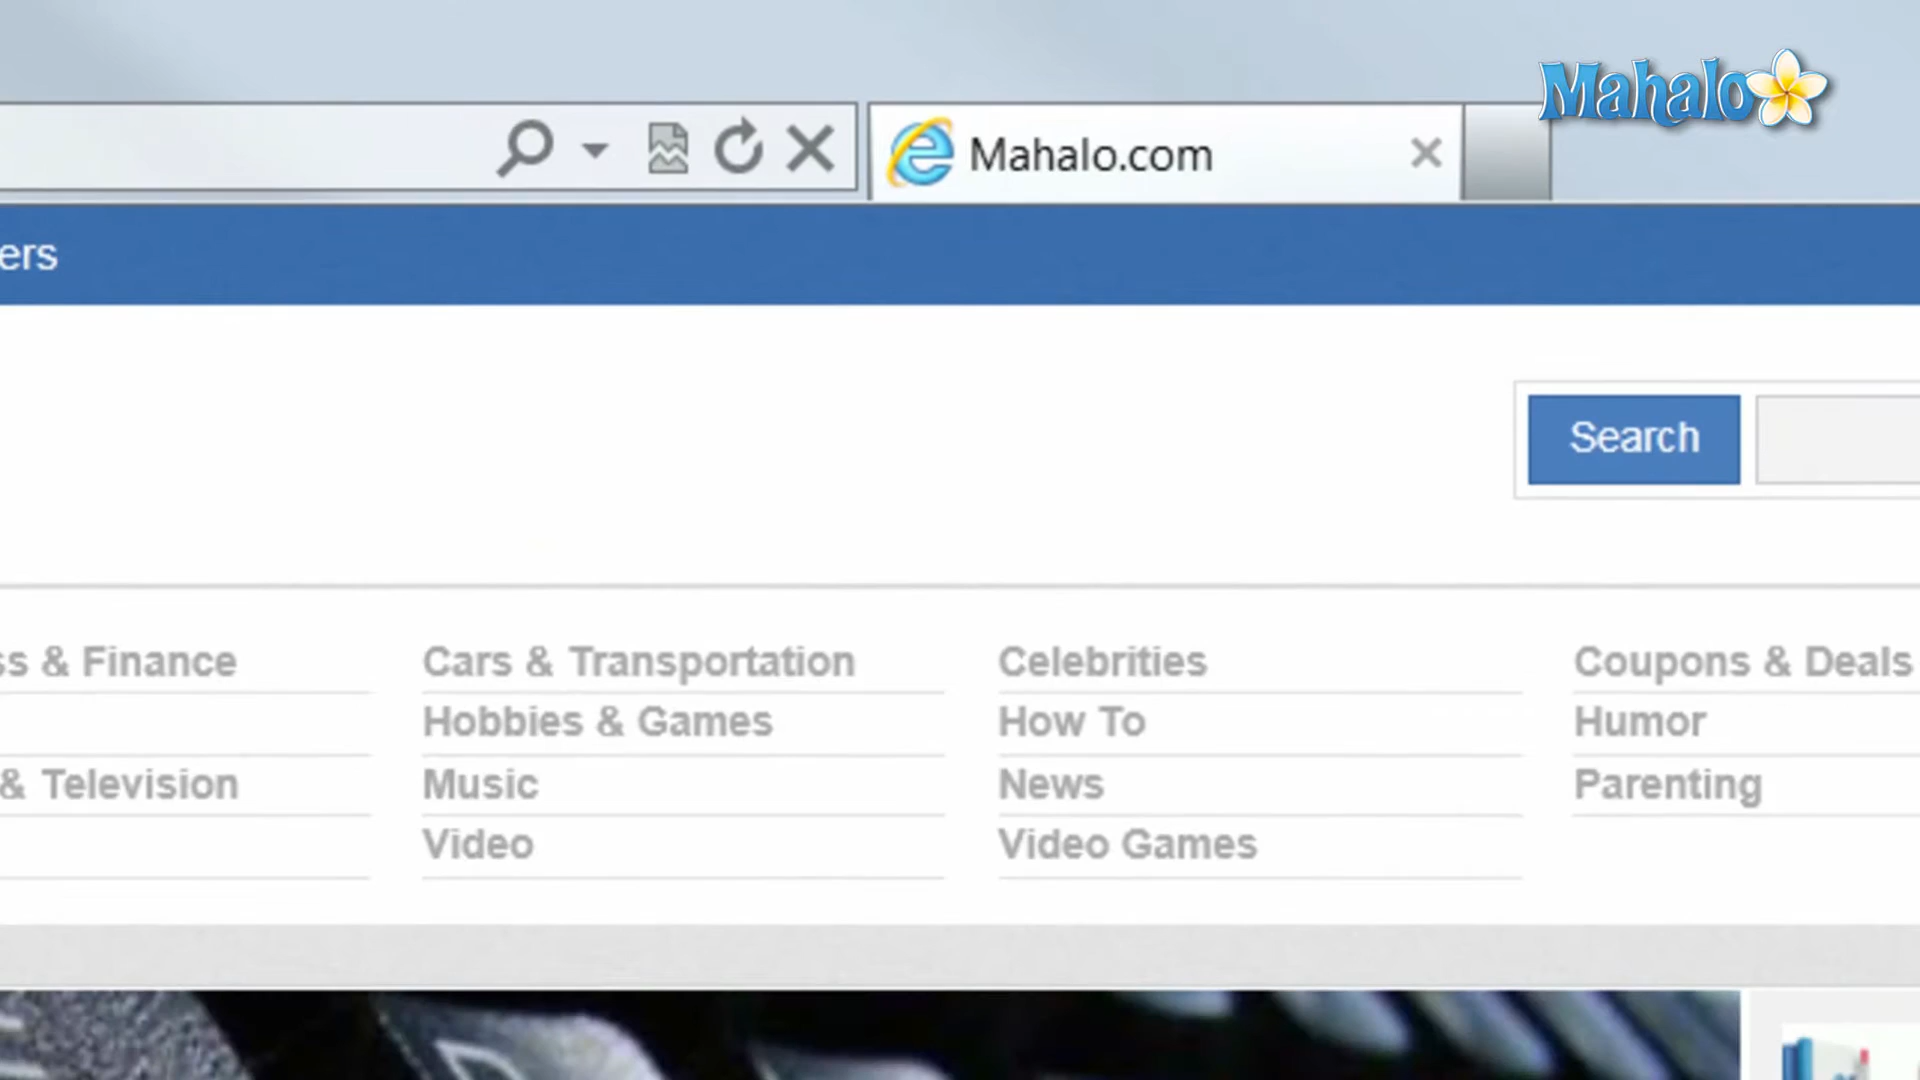 Mahalo
Mahalo.com
ers
Search
ss & Finance
Cars & Transportation
Celebrities
Coupons & Deals
Hobbies & Games
How To
Humor
& Television
Music
News
Parenting
Video
Video Games